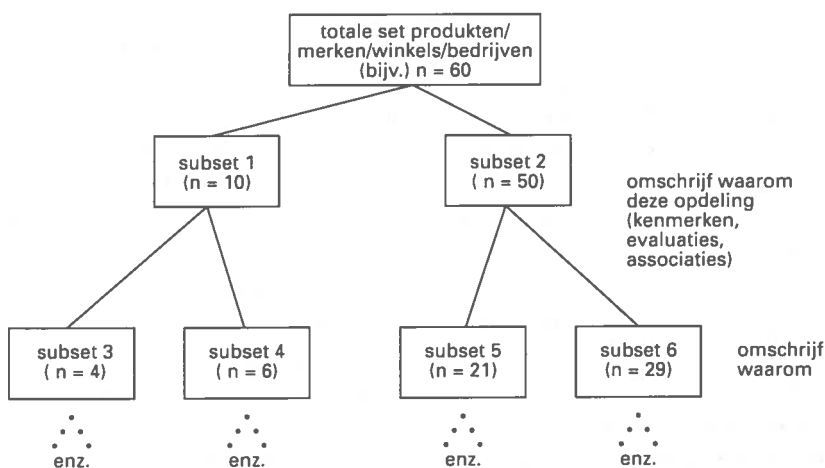 totale set produkten/
merken/winkels/bedrijven
(bijv.) n = 60
subset 1
(n = 10)
subset 2
( n = 50)
omschrijf waarom
deze opdeling
(kenmerken,
evaluaties,
associaties)
subset 3
( n = 4)
subset 4
( n = 6)
subset 5
(n = 21)
subset 6
(n = 29)
omschrijf
waarom
enz.
enz.
enz.
enz.